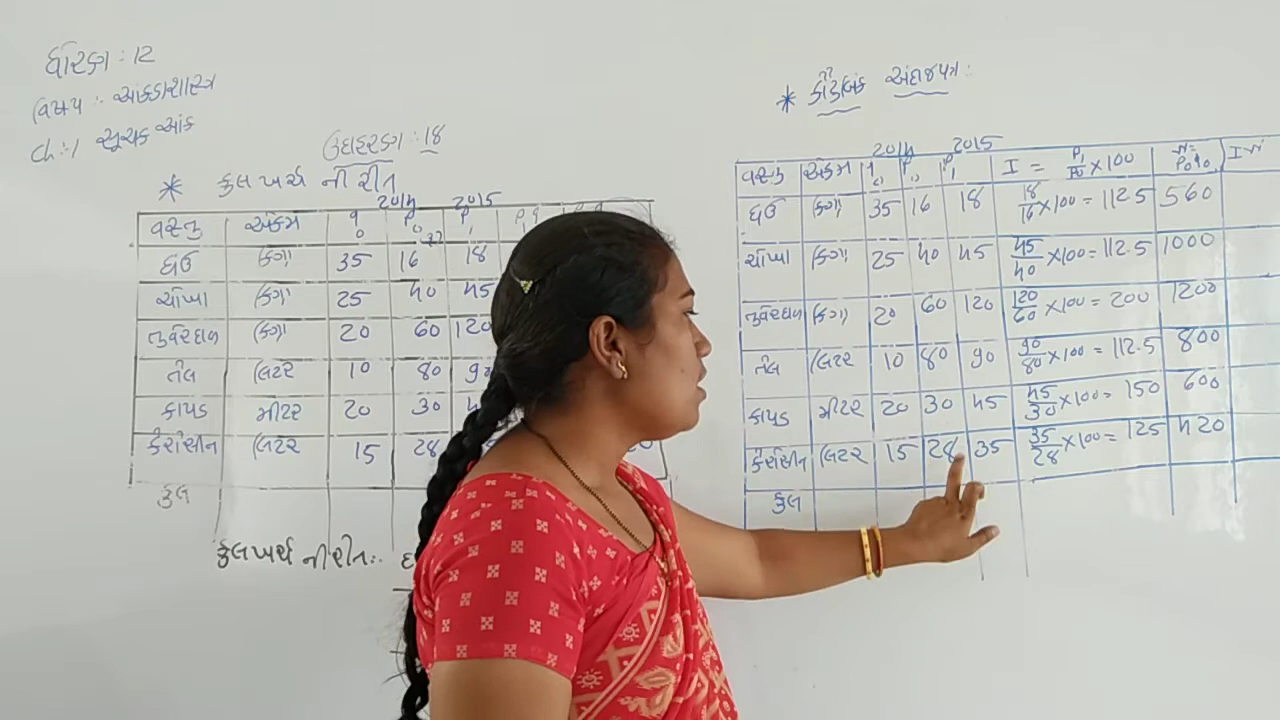 ધોરણ : 12
વિષય : આંકડાશાસ્ત્ર
ch : 1 સૂચક આંક
ઉદાહરણ : 18
* કુલ ખર્ચ ની રીત
2014 2015
વસ્તુ એકમ q0 p0 p1
ઘઉં કિગ્રા 35 16 18
ચોખા કિગ્રા 25 40 45
તુવેરદાળ કિગ્રા 20 60 120
તેલ લિટર 10 80
કાપડ મીટર 20 30
કેરોસીન લિટર 15 28
કુલ
કુલ ખર્ચ ની રીત :-
* કૌટુંબિક અંદાજપત્ર :
2014 2015
વસ્તુ એકમ q0 p0 p1 I = p1/p0 ×100 w= p0q0 IW
ઘઉં કિગ્રા 35 16 18 18/16 ×100 = 112.5 560
ચોખા કિગ્રા 25 40 45 45/40 ×100 = 112.5 1000
તુવેરદાળ કિગ્રા 20 60 120 120/60 ×100 = 200 1200
તેલ લિટર 10 80 90 90/80 ×100 = 112.5 800
કાપડ મીટર 20 30 45 45/30 ×100 = 150 600
કેરોસીન લિટર 15 28 35 35/28 ×100 = 125 420
કુલ